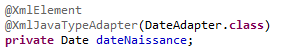 @XmlElement
@XmlJavaTypeAdapter(DateAdapter.class)
private Date dateNaissance;